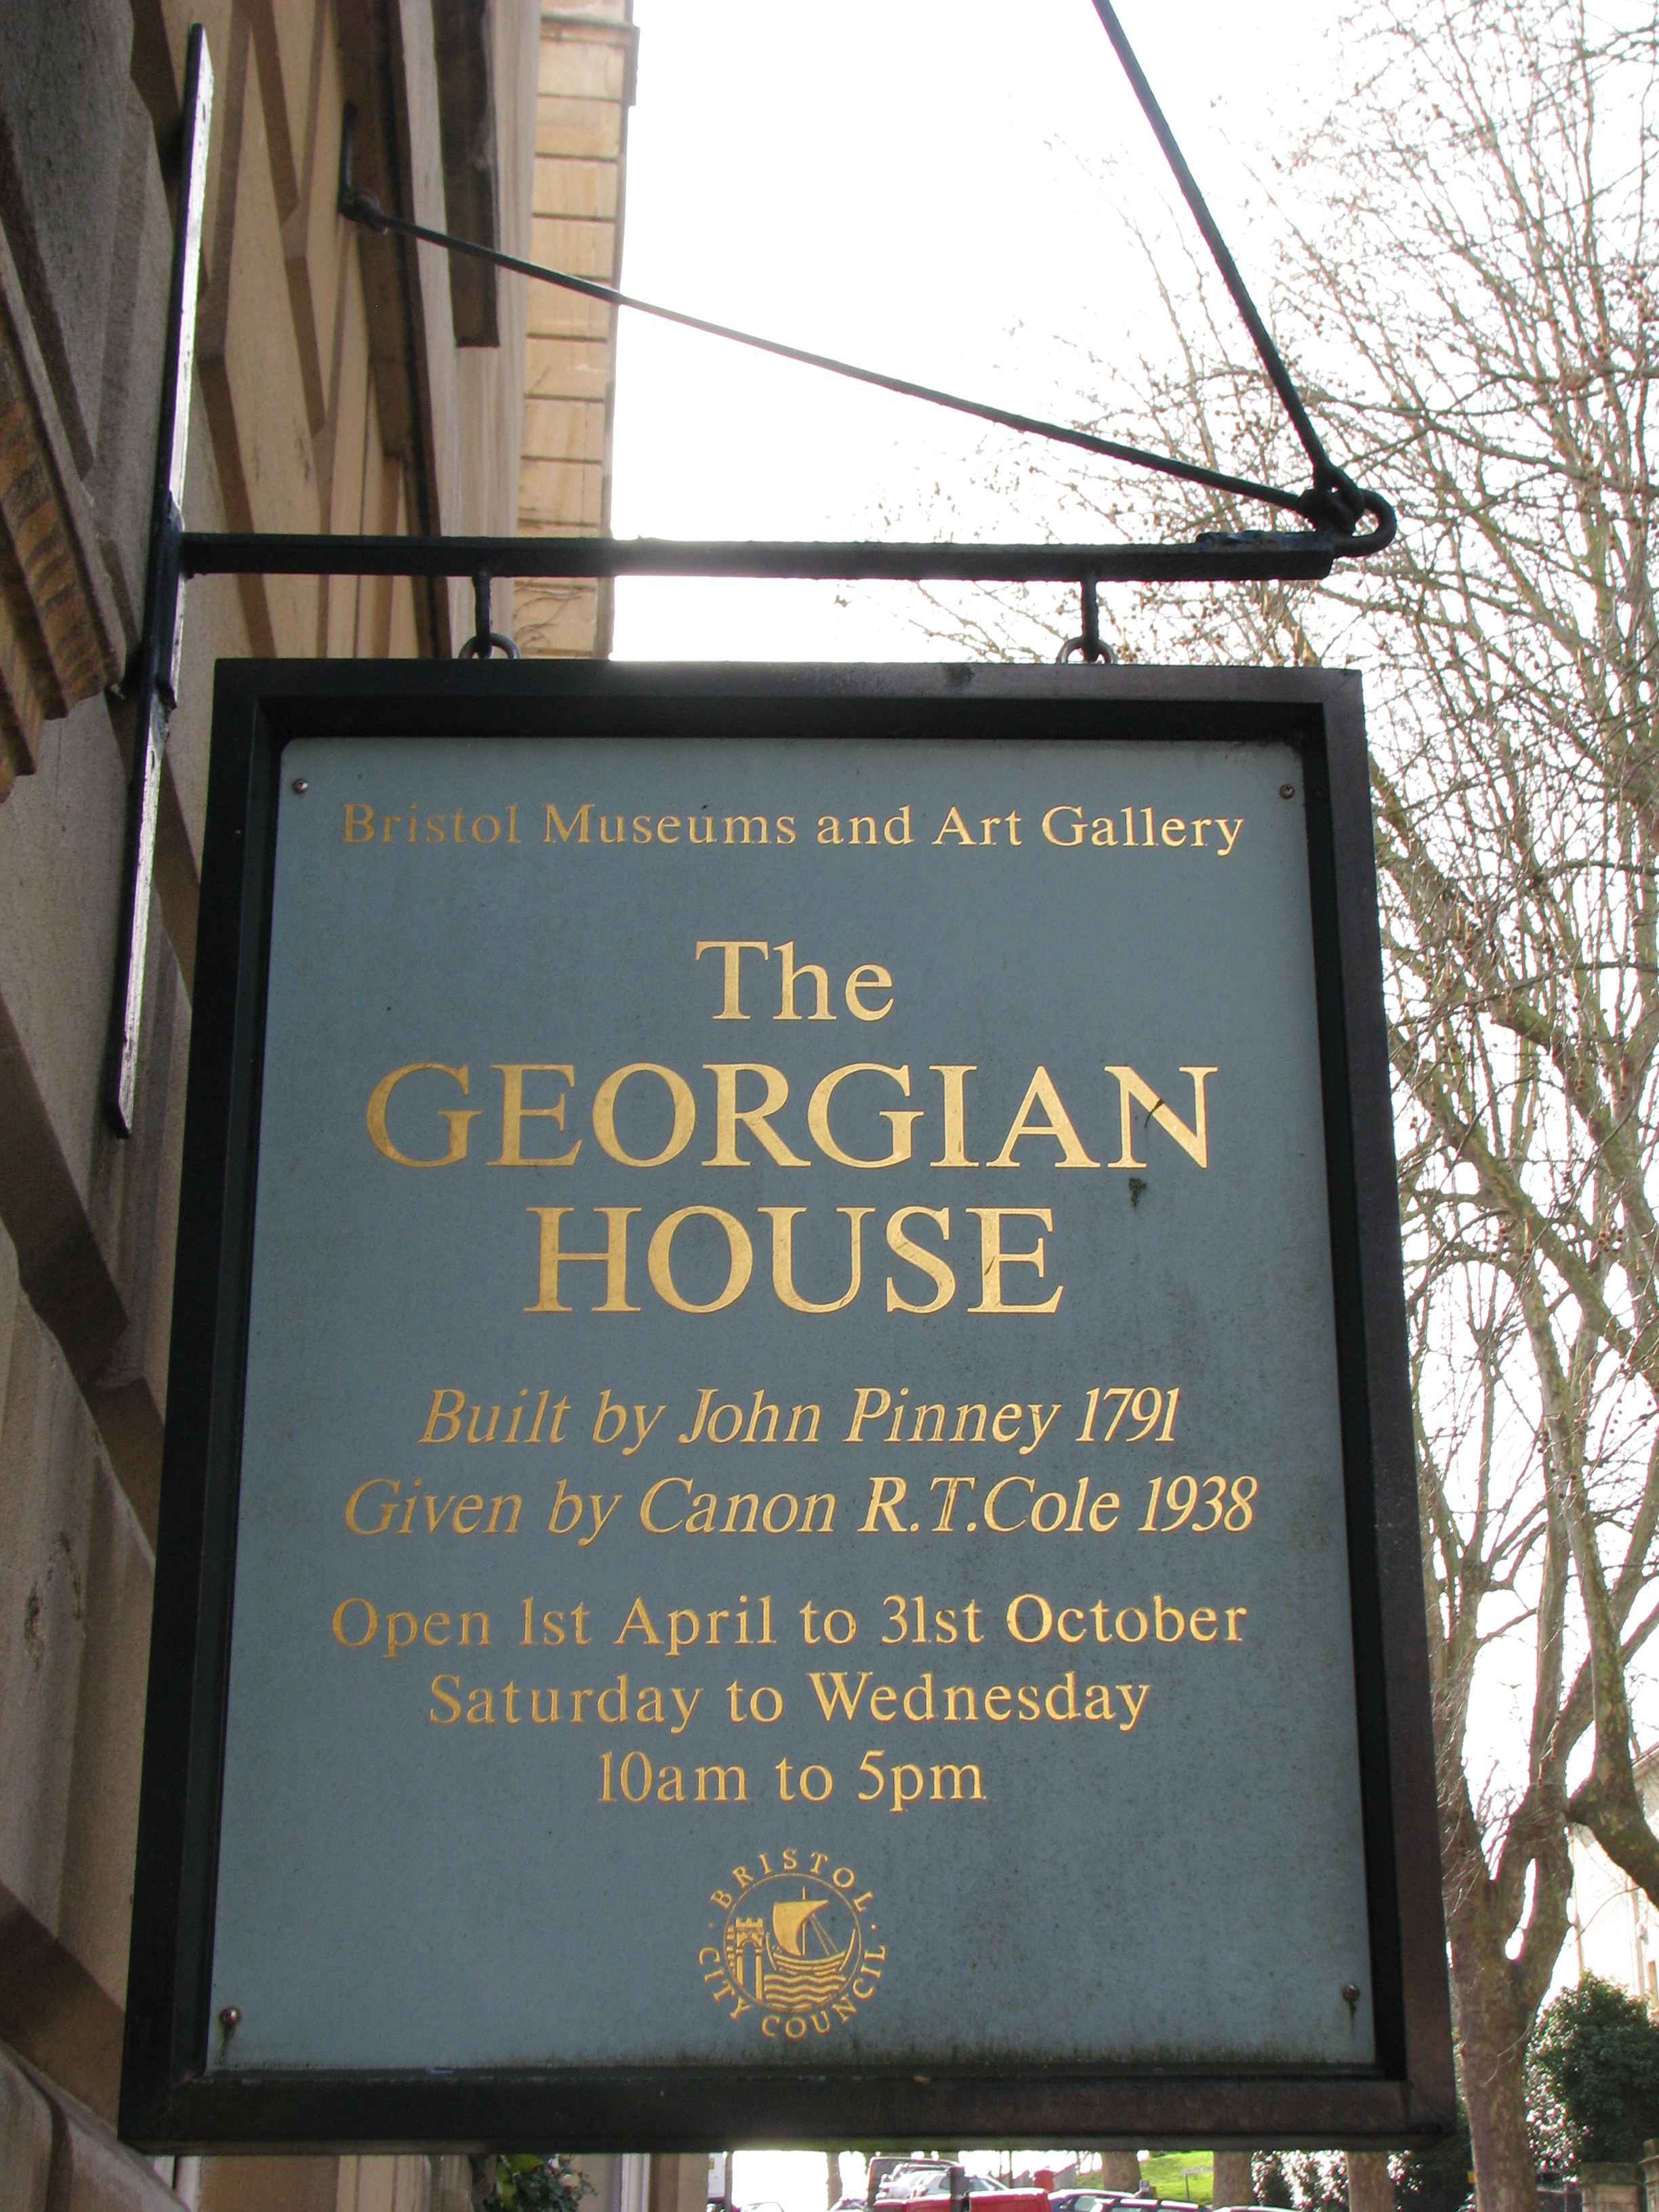 Bristol Museums and Art Gallery
The
GEORGIAN
HOUSE
Built by John Pinney 1791
Given by Canon R.T.Cole 1938
Open 1st April to 31st October
Saturday to Wednesday
10am to 5pm
· BRISTOL ·
CITY COUNCIL